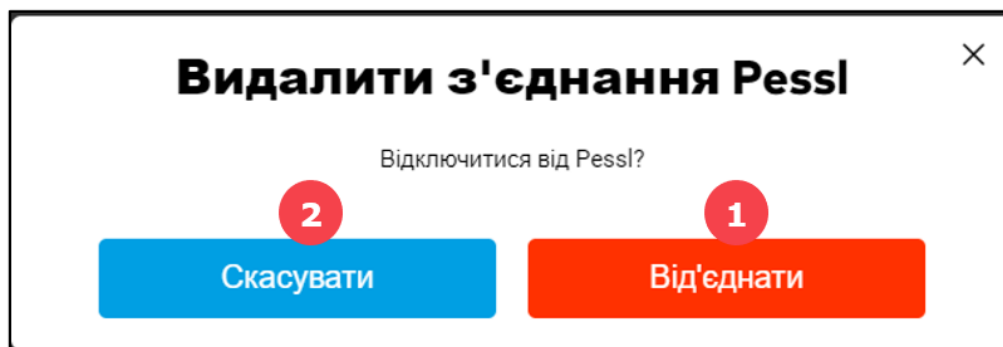 Видалити з'єднання Pessl
Відключитися від Pessl?
2 1
Скасувати Від'єднати